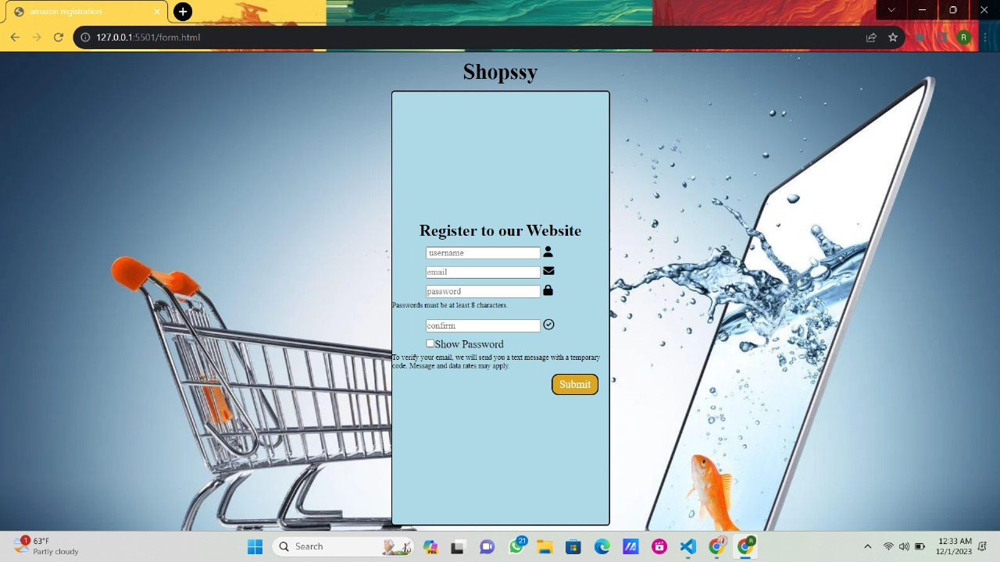 amazon registration
127.0.0.1:5501/form.html
R
Shopssy
Register to our Website
username
email
password
Passwords must be at least 8 characters.
confirm
Show Password
To verify your email, we will send you a text message with a temporary
code. Message and data rates may apply.
Submit
1
63°F
Partly cloudy
Search
PRE
21
R
12:33 AM
12/1/2023